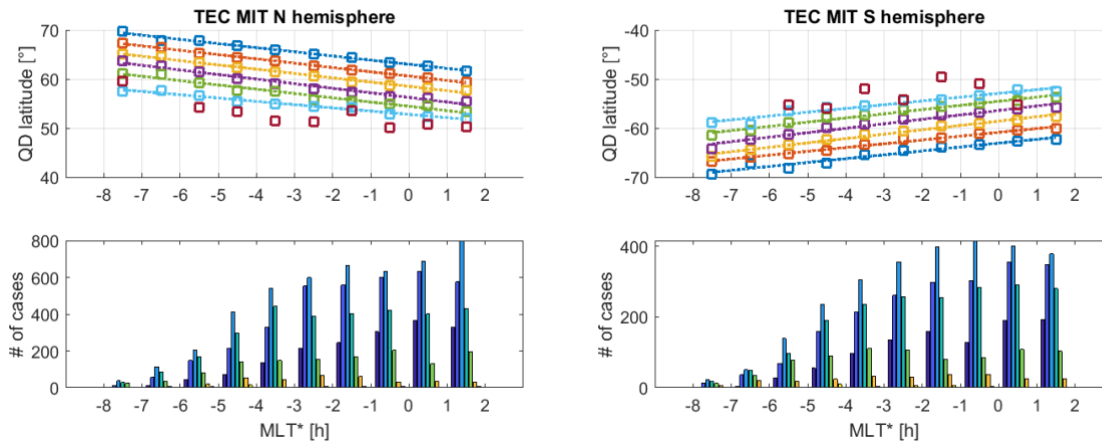 TEC MIT N hemisphere
TEC MIT S hemisphere
QD latitude [°]
70
60
50
40
-8 -7 -6 -5 -4 -3 -2 -1 0 1 2
QD latitude [°]
-40
-50
-60
-70
-8 -7 -6 -5 -4 -3 -2 -1 0 1 2
# of cases
800
600
400
200
0
-8 -7 -6 -5 -4 -3 -2 -1 0 1 2
MLT* [h]
# of cases
400
200
0
-8 -7 -6 -5 -4 -3 -2 -1 0 1 2
MLT* [h]